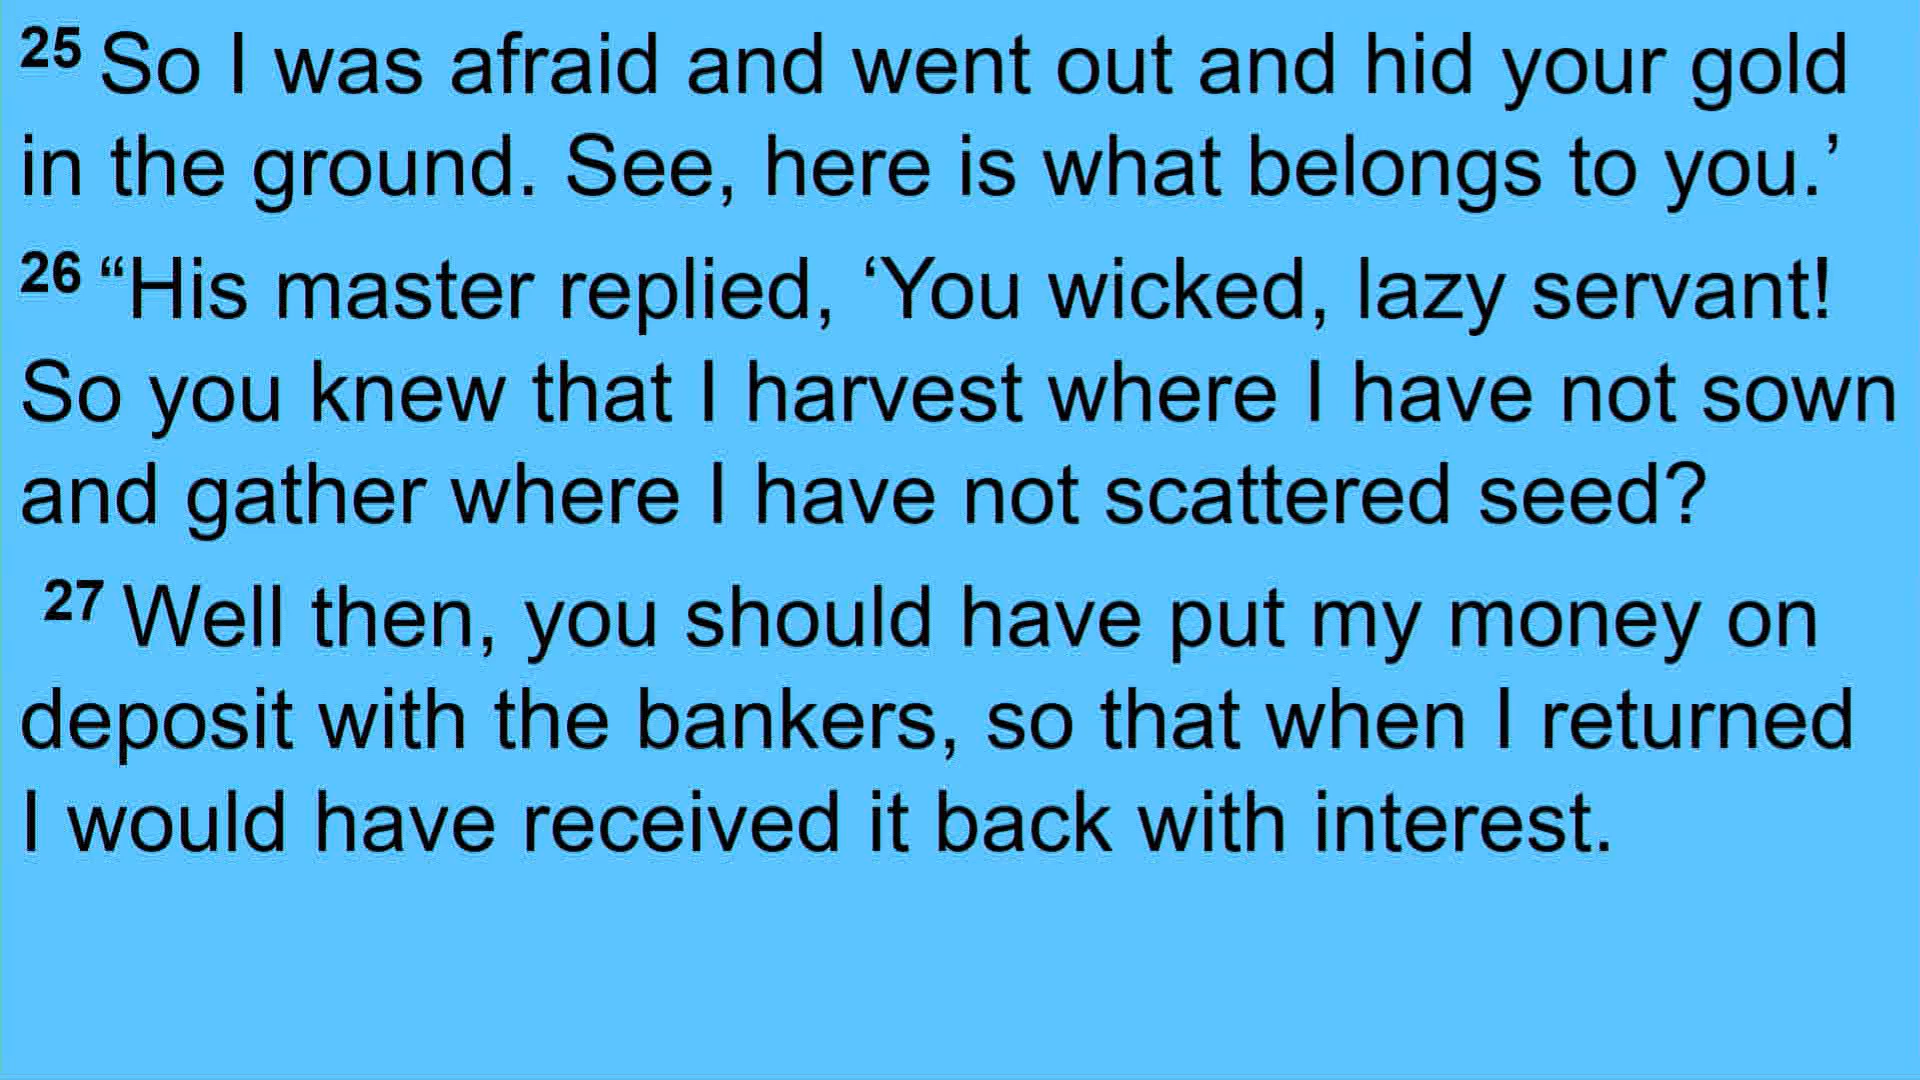 25 So I was afraid and went out and hid your gold
in the ground. See, here is what belongs to you.’
26 “His master replied, ‘You wicked, lazy servant!
So you knew that I harvest where I have not sown
and gather where I have not scattered seed?
27 Well then, you should have put my money on
deposit with the bankers, so that when I returned
I would have received it back with interest.